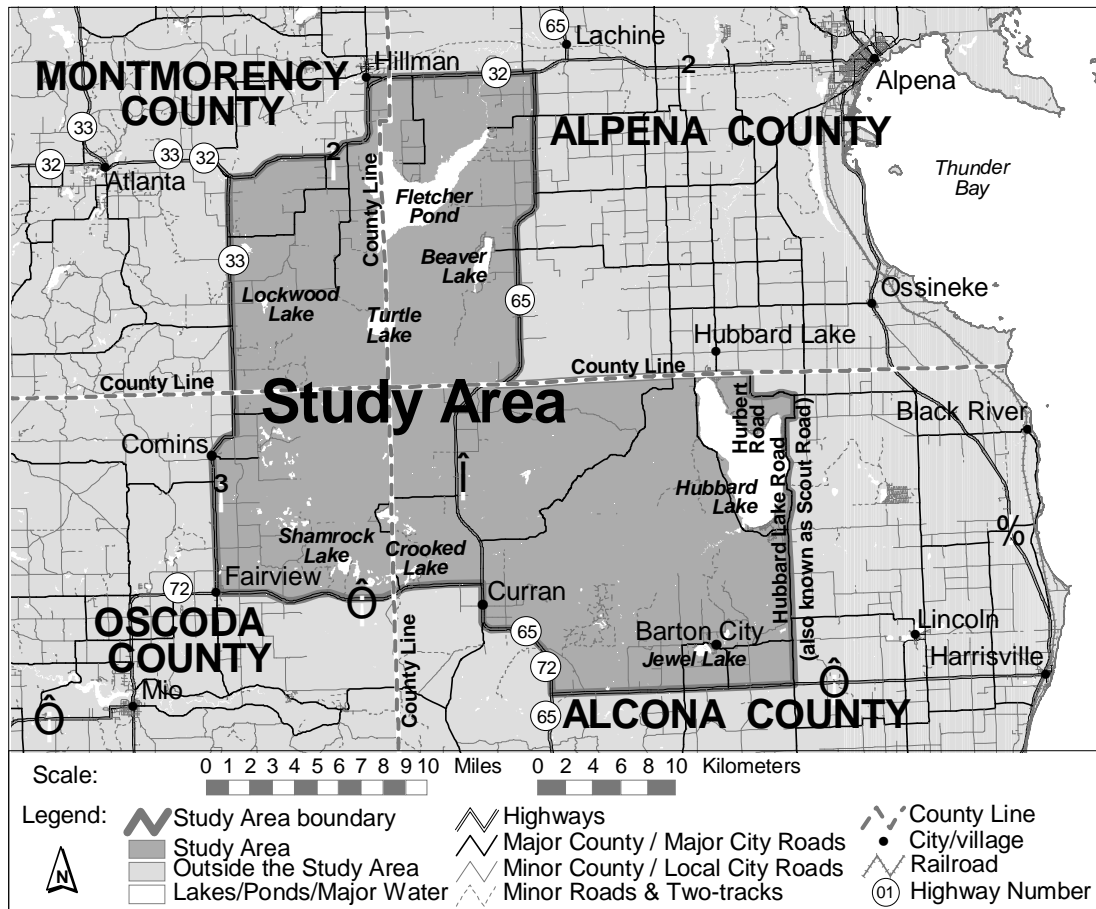 65
Lachine
Hillman
MONTMORENCY
COUNTY
32
2
Alpena
33
ALPENA COUNTY
32
33
32
Atlanta
2
County Line
Thunder
Bay
Fletcher
Pond
33
Beaver
Lake
Lockwood
Lake
65
Ossineke
Turtle
Lake
Hubbard Lake
County Line
County Line
Study Area
Hurbert
Road
Black River
Comins
3
Î
Hubbard
Lake
Hubbard Lake Road
(also known as Scout Road)
%
Shamrock
Lake
Crooked
Lake
72
Fairview
Ô
Curran
OSCODA
COUNTY
65
Barton City
Jewel Lake
Lincoln
Harrisville
County Line
72
Ô
Mio
Ô
65
ALCONA COUNTY
Scale:
0 1 2 3 4 5 6 7 8 9 10 Miles
0 2 4 6 8 10 Kilometers
Legend:
Study Area boundary
Study Area
Outside the Study Area
Lakes/Ponds/Major Water
N
Highways
Major County / Major City Roads
Minor County / Local City Roads
Minor Roads & Two-tracks
County Line
City/village
Railroad
01 Highway Number